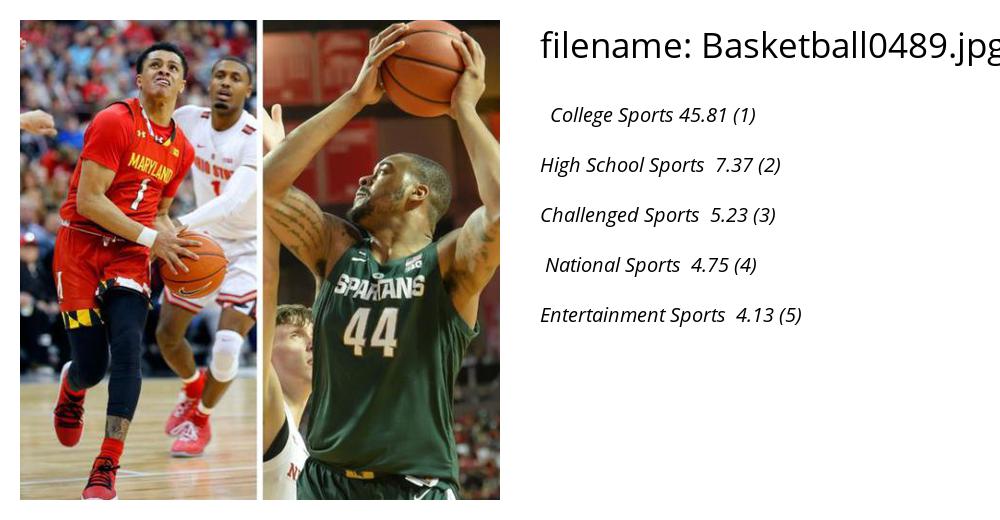 filename: Basketball0489.jpg
College Sports 45.81 (1)
High School Sports 7.37 (2)
Challenged Sports 5.23 (3)
National Sports 4.75 (4)
Entertainment Sports 4.13 (5)
MARYLAND
1
OHIO STATE
1
SPARTANS
44